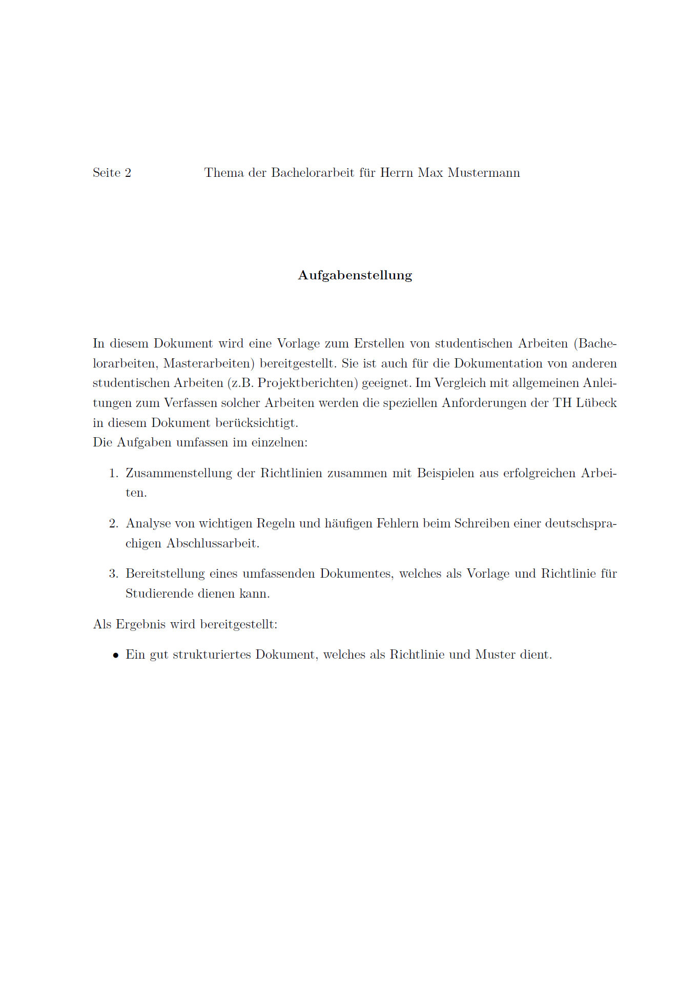 Seite 2 Thema der Bachelorarbeit für Herrn Max Mustermann
Aufgabenstellung
In diesem Dokument wird eine Vorlage zum Erstellen von studentischen Arbeiten (Bache-
lorarbeiten, Masterarbeiten) bereitgestellt. Sie ist auch für die Dokumentation von anderen
studentischen Arbeiten (z.B. Projektberichten) geeignet. Im Vergleich mit allgemeinen Anlei-
tungen zum Verfassen solcher Arbeiten werden die speziellen Anforderungen der TH Lübeck
in diesem Dokument berücksichtigt.
Die Aufgaben umfassen im einzelnen:
1. Zusammenstellung der Richtlinien zusammen mit Beispielen aus erfolgreichen Arbei-
ten.
2. Analyse von wichtigen Regeln und häufigen Fehlern beim Schreiben einer deutschspra-
chigen Abschlussarbeit.
3. Bereitstellung eines umfassenden Dokumentes, welches als Vorlage und Richtlinie für
Studierende dienen kann.
Als Ergebnis wird bereitgestellt:
• Ein gut strukturiertes Dokument, welches als Richtlinie und Muster dient.